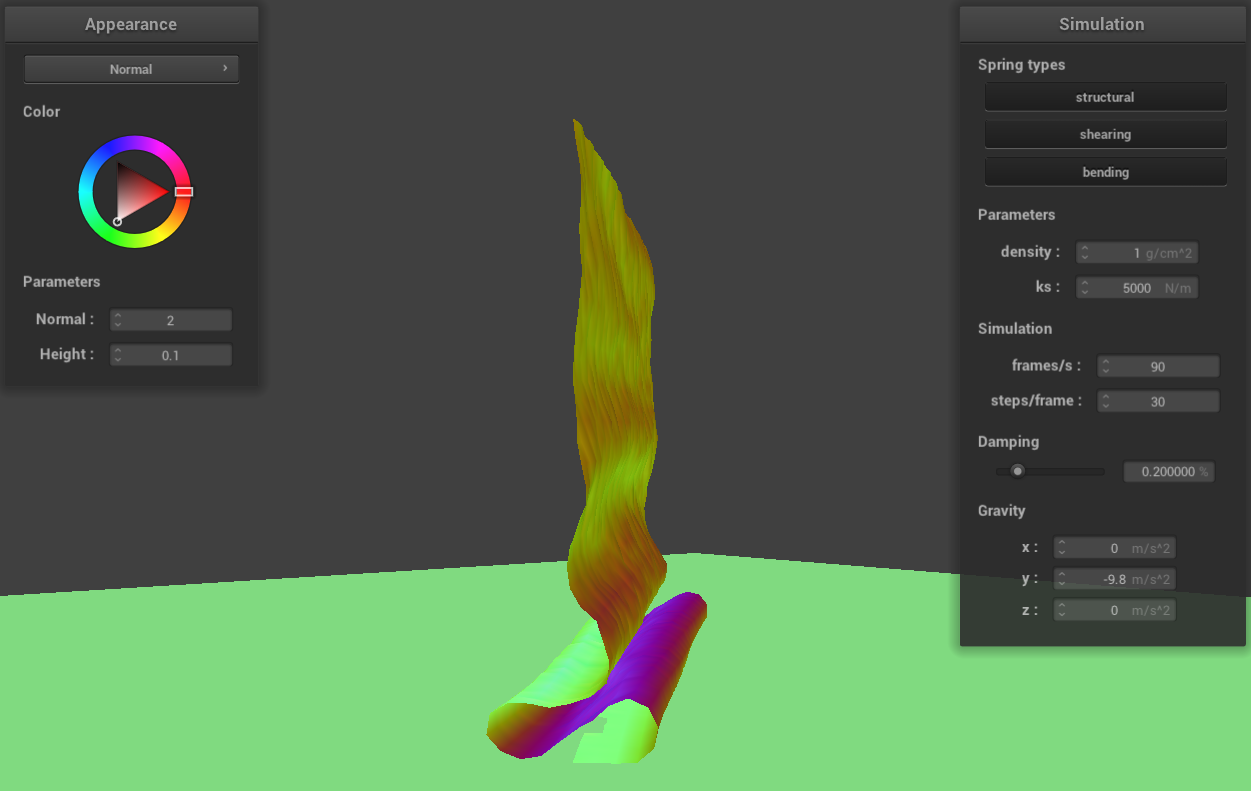 Appearance
Normal
Color
Parameters
Normal : 2
Height : 0.1
Simulation
Spring types
structural
shearing
bending
Parameters
density : 1 g/cm^2
ks : 5000 N/m
Simulation
frames/s : 90
steps/frame : 30
Damping
0.200000 %
Gravity
x : 0 m/s^2
y : -9.8 m/s^2
z : 0 m/s^2